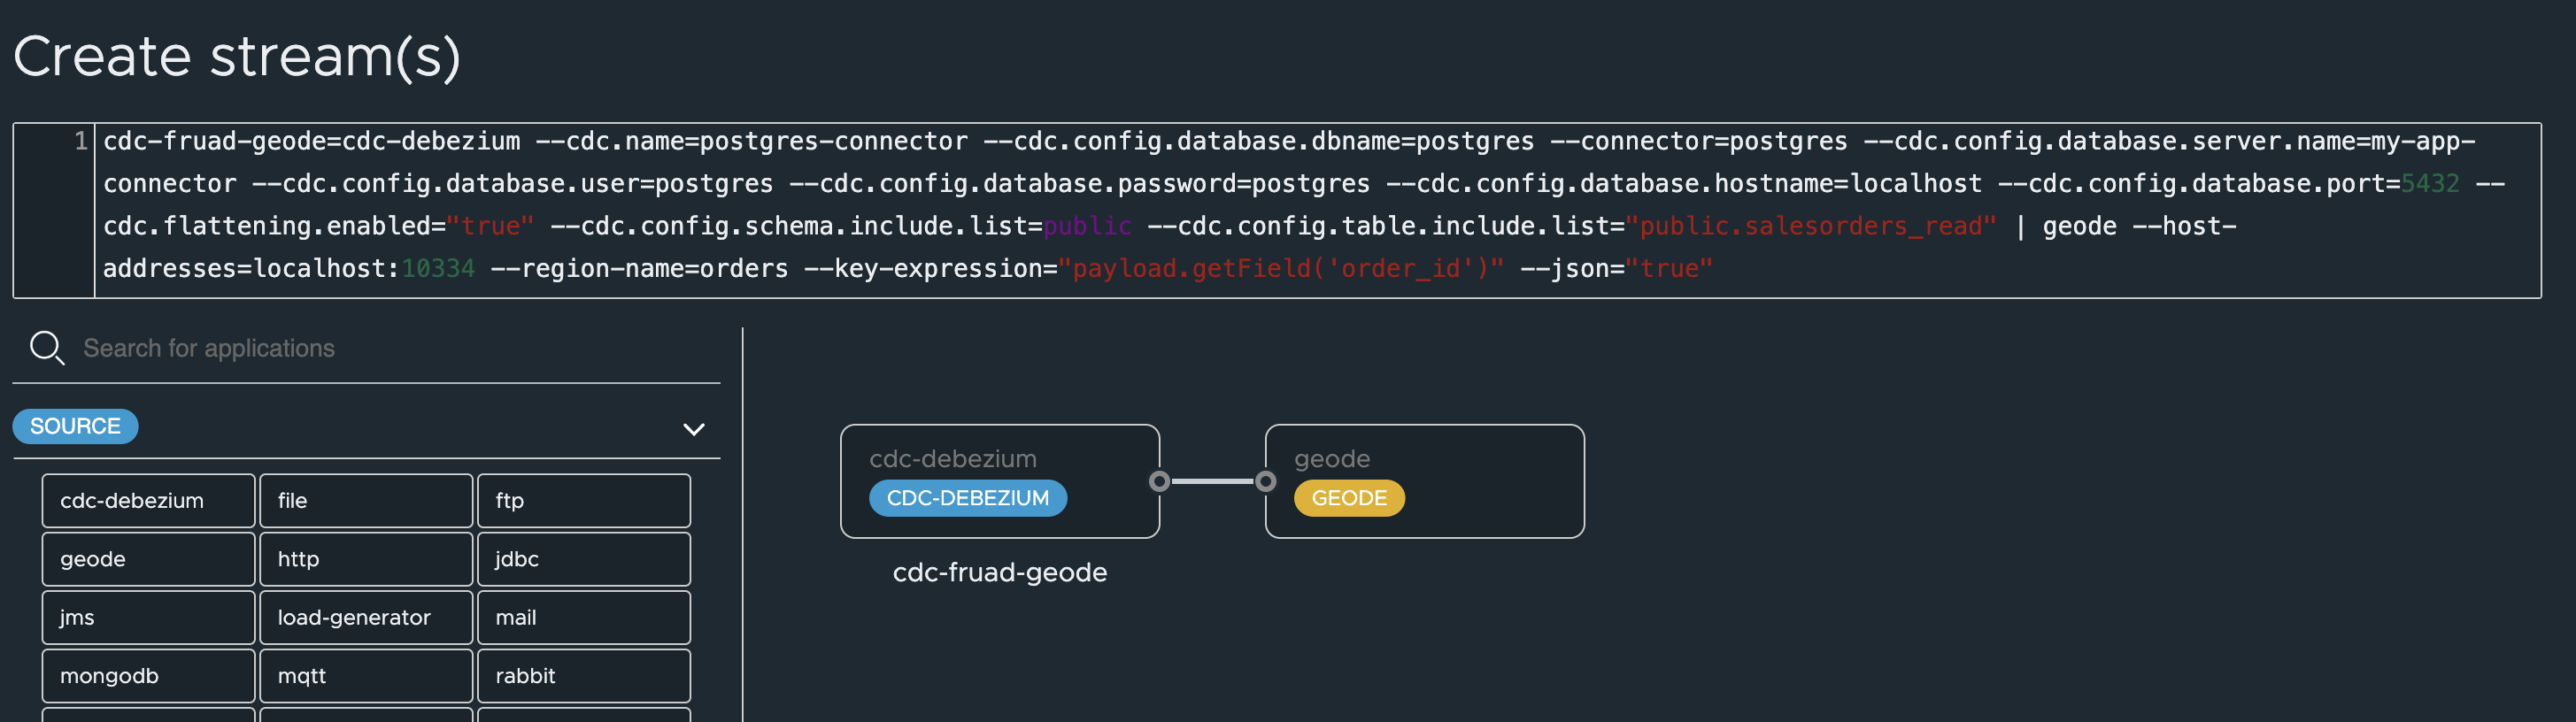 Create stream(s)
1 cdc-fruad-geode=cdc-debezium --cdc.name=postgres-connector --cdc.config.database.dbname=postgres --connector=postgres --cdc.config.database.server.name=my-app-
connector --cdc.config.database.user=postgres --cdc.config.database.password=postgres --cdc.config.database.hostname=localhost --cdc.config.database.port=5432 --
cdc.flattening.enabled="true" --cdc.config.schema.include.list=public --cdc.config.table.include.list="public.salesorders_read" | geode --host-
addresses=localhost:10334 --region-name=orders --key-expression="payload.getField('order_id')" --json="true"
Search for applications
SOURCE
cdc-debezium file ftp
geode http jdbc
jms load-generator mail
mongodb mqtt rabbit
cdc-debezium
CDC-DEBEZIUM
geode
GEODE
cdc-fruad-geode